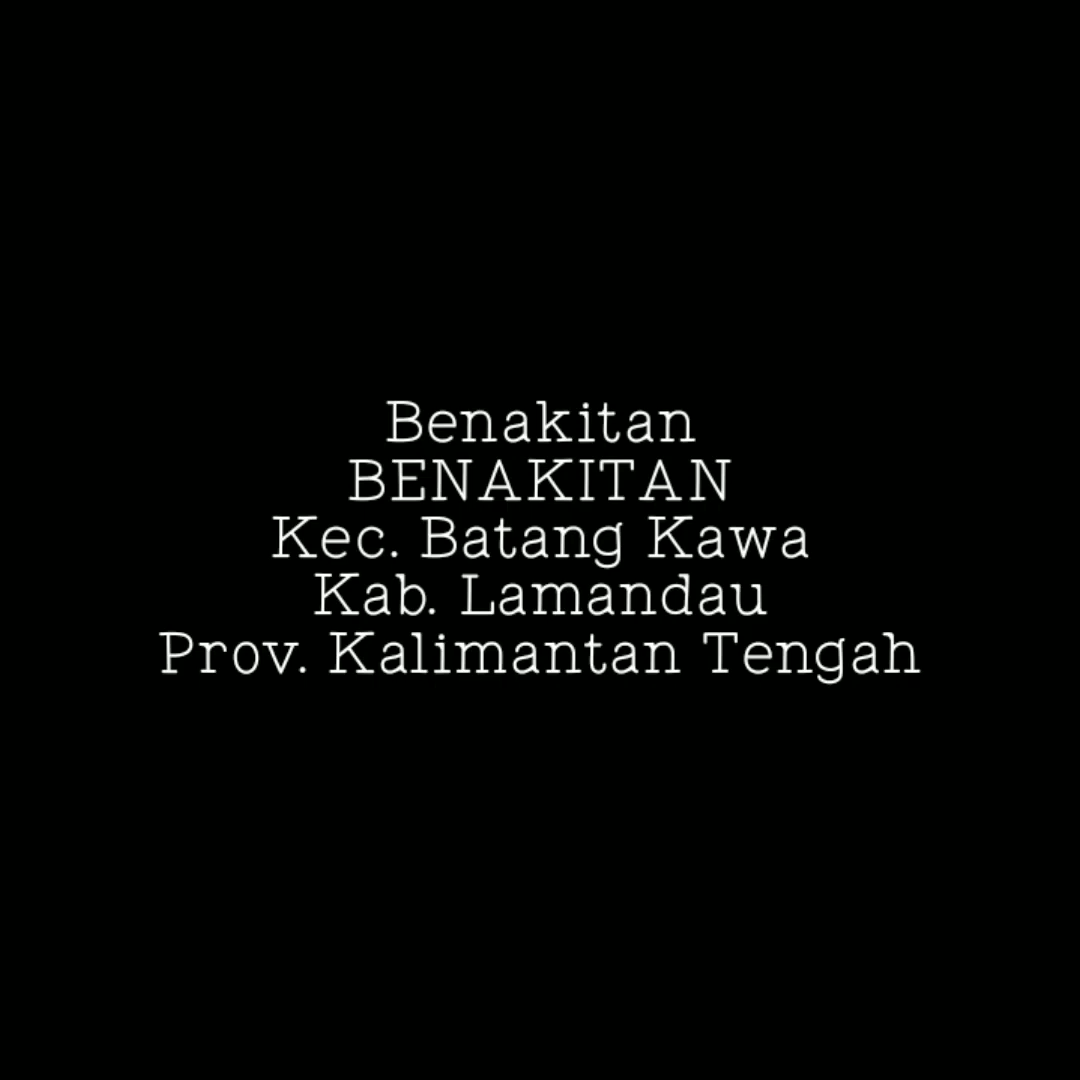 Benakitan
BENAKITAN
Kec. Batang Kawa
Kab. Lamandau
Prov. Kalimantan Tengah